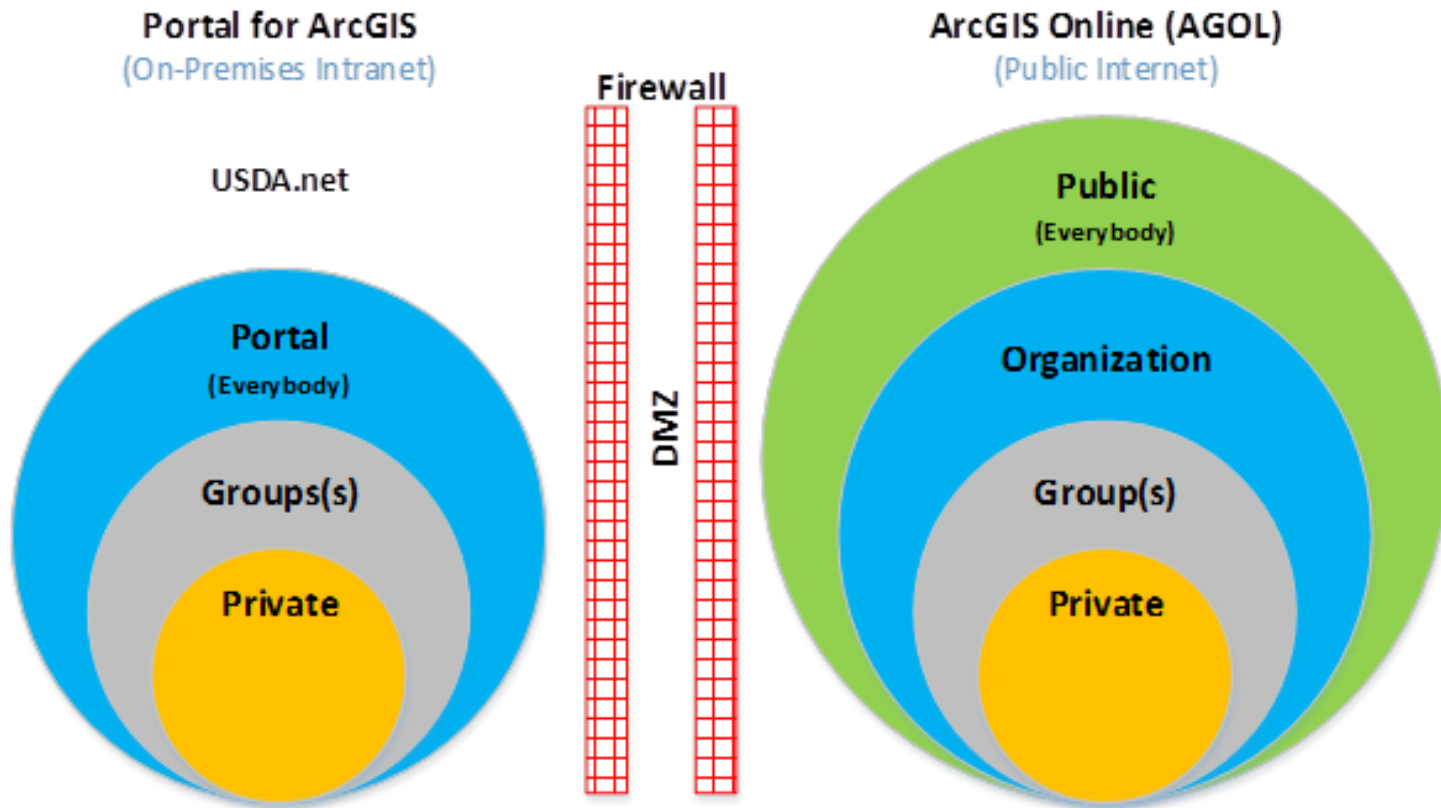 Portal for ArcGIS
(On-Premises Intranet)
USDA.net
Portal
(Everybody)
Groups(s)
Private
Firewall
DMZ
ArcGIS Online (AGOL)
(Public Internet)
Public
(Everybody)
Organization
Group(s)
Private